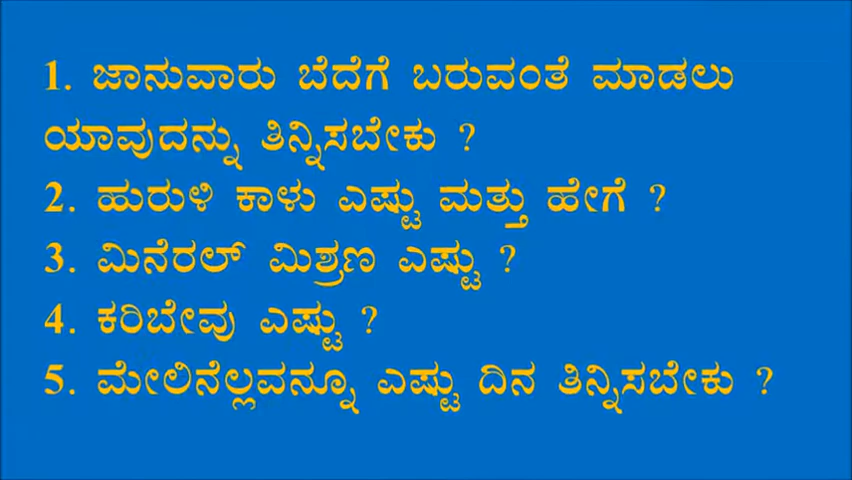 1. ಜಾನುವಾರು ಬೆದೆಗೆ ಬರುವಂತೆ ಮಾಡಲು
ಯಾವುದನ್ನು ತಿನ್ನಿಸಬೇಕು ?
2. ಹುರುಳಿ ಕಾಳು ಎಷ್ಟು ಮತ್ತು ಹೇಗೆ ?
3. ಮಿನೆರಲ್ ಮಿಶ್ರಣ ಎಷ್ಟು ?
4. ಕರಿಬೇವು ಎಷ್ಟು ?
5. ಮೇಲಿನೆಲ್ಲವನ್ನೂ ಎಷ್ಟು ದಿನ ತಿನ್ನಿಸಬೇಕು ?